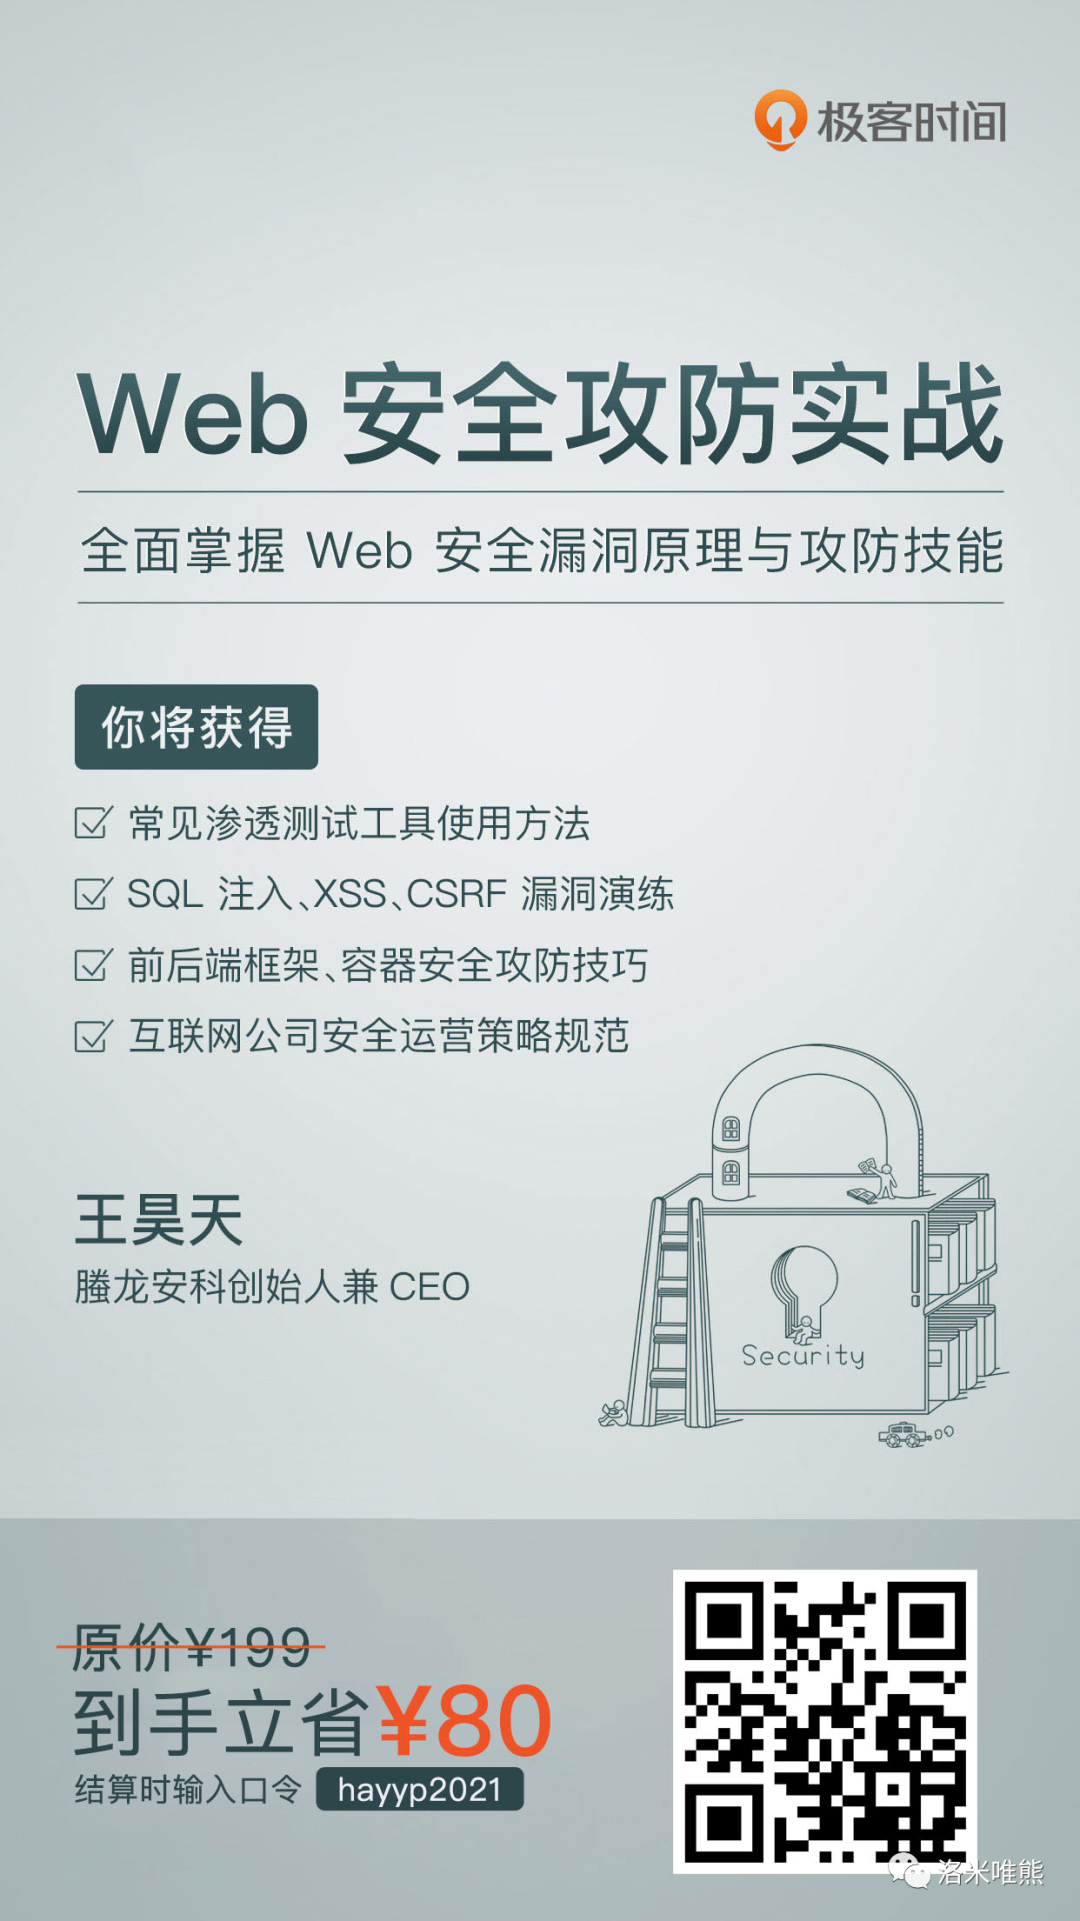 极客时间
Web 安全攻防实战
全面掌握 Web 安全漏洞原理与攻防技能
你将获得
常见渗透测试工具使用方法
SQL 注入、XSS、CSRF 漏洞演练
前后端框架、容器安全攻防技巧
互联网公司安全运营策略规范
王昊天
螣龙安科创始人兼 CEO
Security
原价¥199
到手立省¥80
结算时输入口令 hayyp2021
洛米唯熊